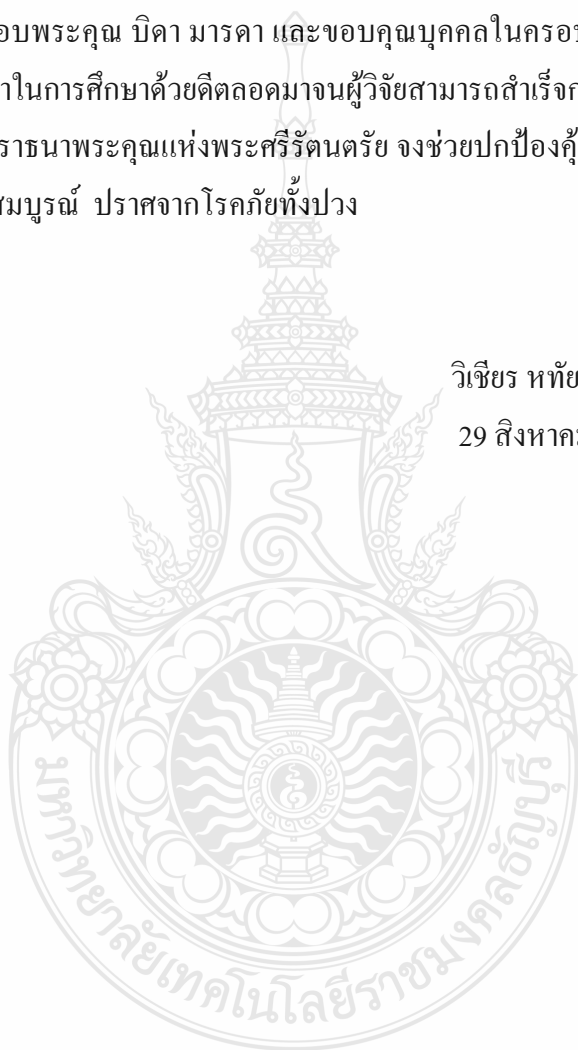 อบพระคุณ บิดา มารดา และขอบคุณบุคคลในครอบ
าในการศึกษาด้วยดีตลอดมาจนผู้วิจัยสามารถสำเร็จก
ราธนาพระคุณแห่งพระศรีรัตนตรัย จงช่วยปกป้องคุ้
สมบูรณ์ ปราศจากโรคภัยทั้งปวง
วิเชียร หทัย
29 สิงหาค
มหาวิทยาลัยเทคโนโลยีราชมงคลธัญบุรี